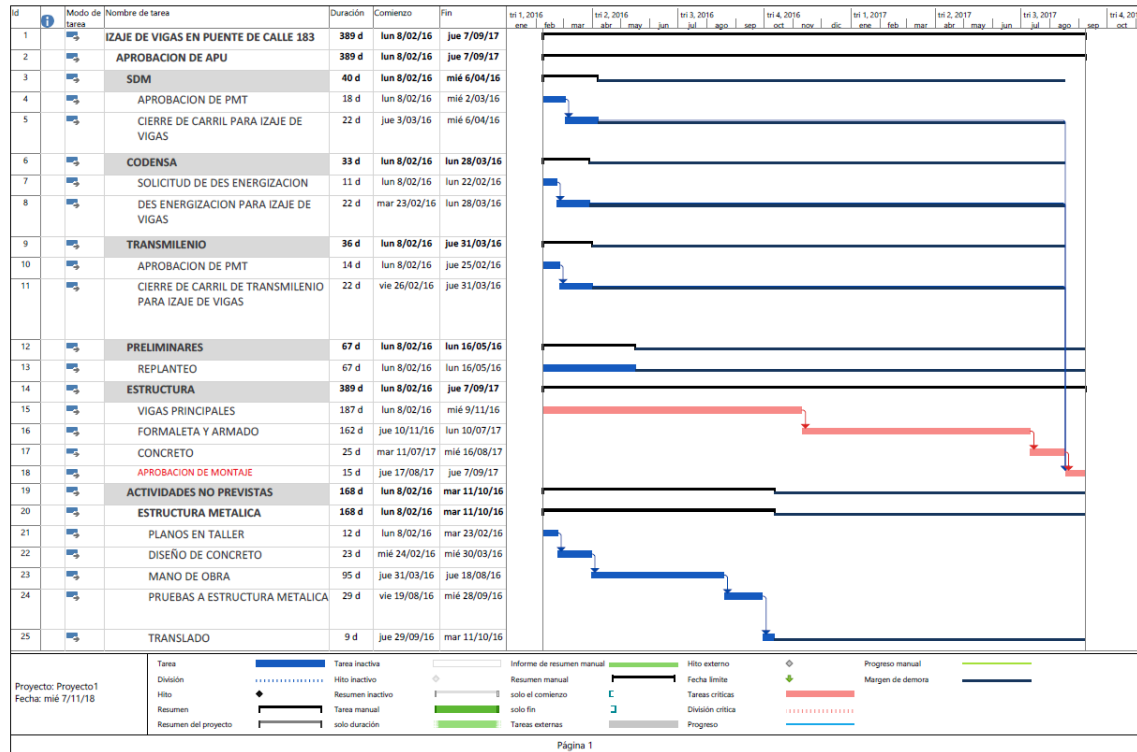 Id Modo de tarea Nombre de tarea Duración Comienzo Fin
tri 1, 2016 tri 2, 2016 tri 3, 2016 tri 4, 2016 tri 1, 2017 tri 2, 2017 tri 3, 2017 tri 4, 201
ene feb mar abr may jun jul ago sep oct nov dic ene feb mar abr may jun jul ago sep oct
1 IZAJE DE VIGAS EN PUENTE DE CALLE 183 389 d lun 8/02/16 jue 7/09/17
2 APROBACION DE APU 389 d lun 8/02/16 jue 7/09/17
3 SDM 40 d lun 8/02/16 mié 6/04/16
4 APROBACION DE PMT 18 d lun 8/02/16 mié 2/03/16
5 CIERRE DE CARRIL PARA IZAJE DE 22 d jue 3/03/16 mié 6/04/16
VIGAS
6 CODENSA 33 d lun 8/02/16 lun 28/03/16
7 SOLICITUD DE DES ENERGIZACION 11 d lun 8/02/16 lun 22/02/16
8 DES ENERGIZACION PARA IZAJE DE 22 d mar 23/02/16 lun 28/03/16
VIGAS
9 TRANSMILENIO 36 d lun 8/02/16 jue 31/03/16
10 APROBACION DE PMT 14 d lun 8/02/16 jue 25/02/16
11 CIERRE DE CARRIL DE TRANSMILENIO 22 d vie 26/02/16 jue 31/03/16
PARA IZAJE DE VIGAS
12 PRELIMINARES 67 d lun 8/02/16 lun 16/05/16
13 REPLANTEO 67 d lun 8/02/16 lun 16/05/16
14 ESTRUCTURA 389 d lun 8/02/16 jue 7/09/17
15 VIGAS PRINCIPALES 187 d lun 8/02/16 mié 9/11/16
16 FORMALETA Y ARMADO 162 d jue 10/11/16 lun 10/07/17
17 CONCRETO 25 d mar 11/07/17 mié 16/08/17
18 APROBACION DE MONTAJE 15 d jue 17/08/17 jue 7/09/17
19 ACTIVIDADES NO PREVISTAS 168 d lun 8/02/16 mar 11/10/16
20 ESTRUCTURA METALICA 168 d lun 8/02/16 mar 11/10/16
21 PLANOS EN TALLER 12 d lun 8/02/16 mar 23/02/16
22 DISEÑO DE CONCRETO 23 d mié 24/02/16 mié 30/03/16
23 MANO DE OBRA 95 d jue 31/03/16 jue 18/08/16
24 PRUEBAS A ESTRUCTURA METALICA 29 d vie 19/08/16 mié 28/09/16
25 TRANSLADO 9 d jue 29/09/16 mar 11/10/16
Proyecto: Proyecto1
Fecha: mié 7/11/18
Tarea Tarea inactiva Informe de resumen manual Hito externo Progreso manual
División Hito inactivo Resumen manual Fecha límite Margen de demora
Hito Resumen inactivo solo el comienzo Tareas críticas
Resumen Tarea manual solo fin División crítica
Resumen del proyecto solo duración Tareas externas Progreso
Página 1